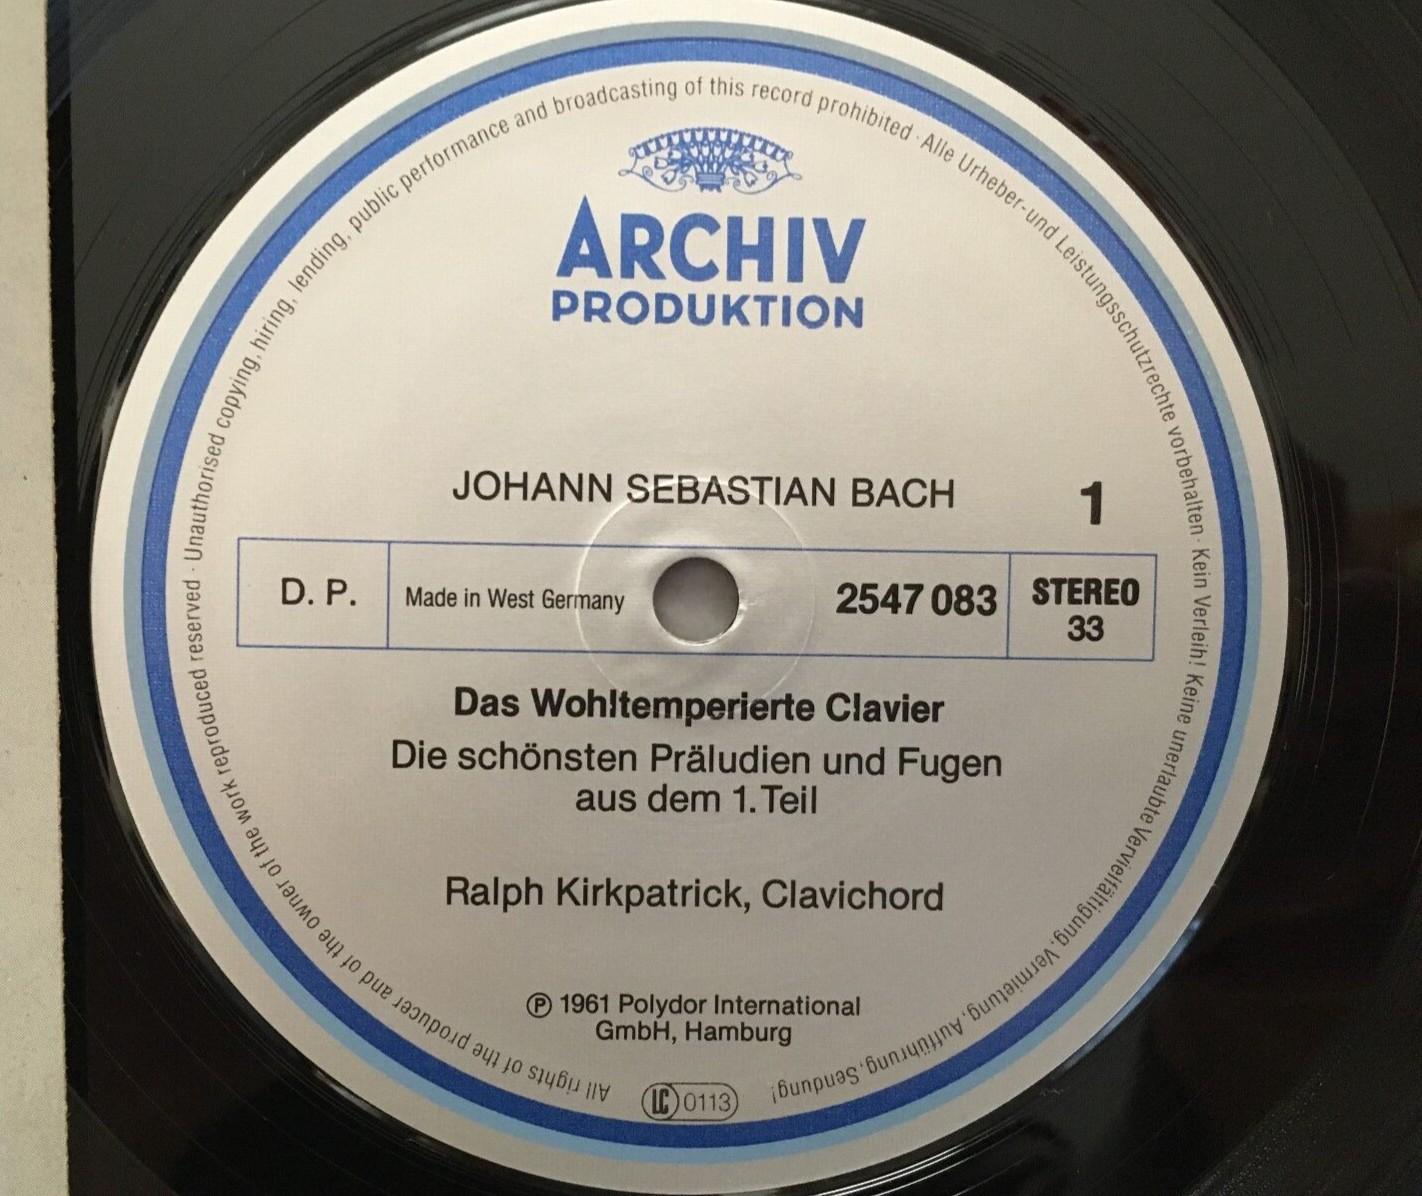 ARCHIV
PRODUKTION
JOHANN SEBASTIAN BACH
1
D. P.
Made in West Germany
2547 083
STEREO
33
Das Wohltemperierte Clavier
Die schönsten Präludien und Fugen
aus dem 1. Teil
Ralph Kirkpatrick, Clavichord
℗ 1961 Polydor International
GmbH, Hamburg
LC 0113
All rights of the producer and of the owner of the work reproduced reserved · Unauthorised copying, hiring, lending, public performance and broadcasting of this record prohibited · Alle Urheber- und Leistungsschutzrechte vorbehalten · Kein Verleih! Keine unerlaubte Vervielfältigung, Vermietung, Aufführung, Sendung!